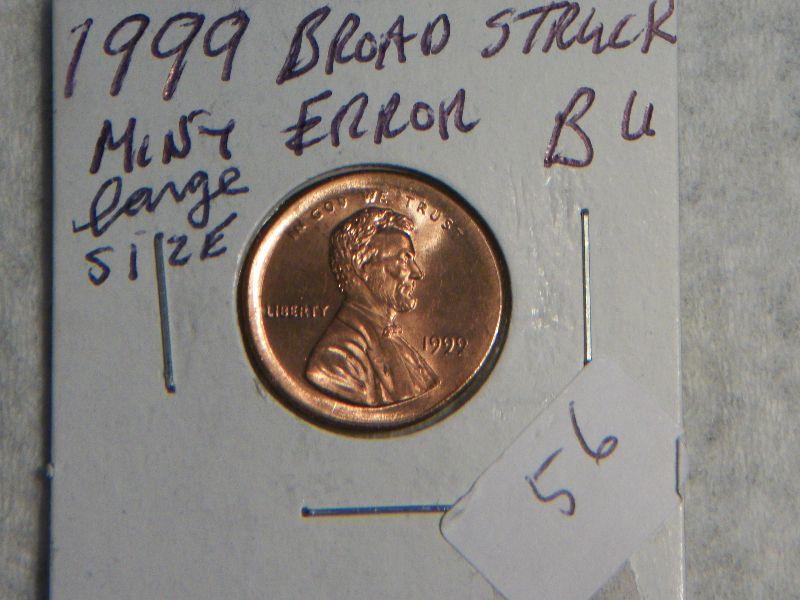 1999 BROAD STRUCK
MINT ERROR BU
large
SIZE
IN GOD WE TRUST
LIBERTY
1999
56